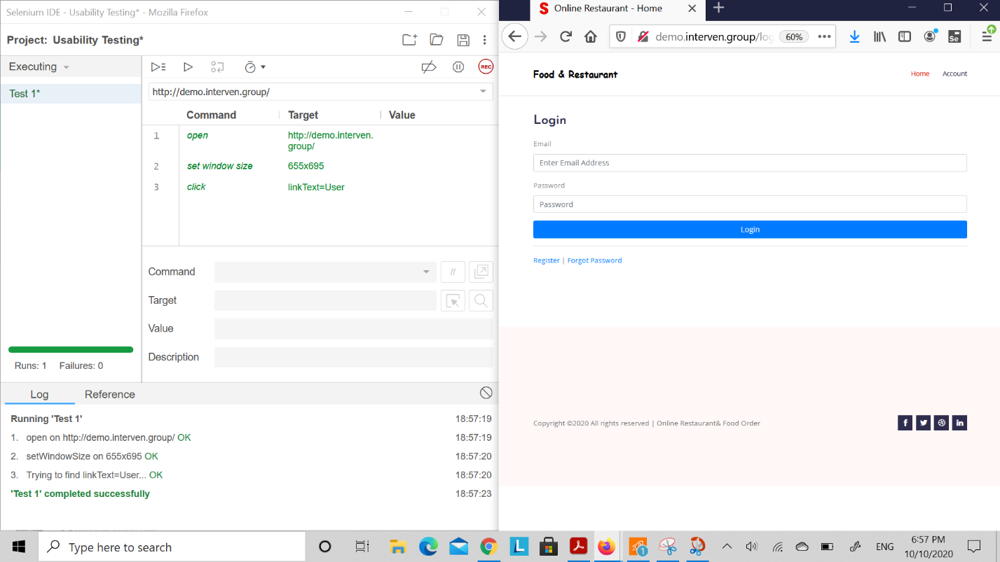 Selenium IDE - Usability Testing* - Mozilla Firefox
Project: Usability Testing*
Executing
Test 1*
REC
http://demo.interven.group/
Command Target Value
1 open http://demo.interven.
group/
2 set window size 655x695
3 click linkText=User
Command
//
Target
Value
Description
Runs: 1 Failures: 0
Log Reference
Running 'Test 1' 18:57:19
1. open on http://demo.interven.group/ OK 18:57:19
2. setWindowSize on 655x695 OK 18:57:20
3. Trying to find linkText=User... OK 18:57:20
'Test 1' completed successfully 18:57:23
S Online Restaurant - Home
demo.interven.group/log 60%
Se
Food & Restaurant
Home Account
Login
Email
Enter Email Address
Password
Password
Login
Register | Forgot Password
Copyright ©2020 All rights reserved | Online Restaurant& Food Order
f in
Type here to search
L
1
ENG
6:57 PM
10/10/2020